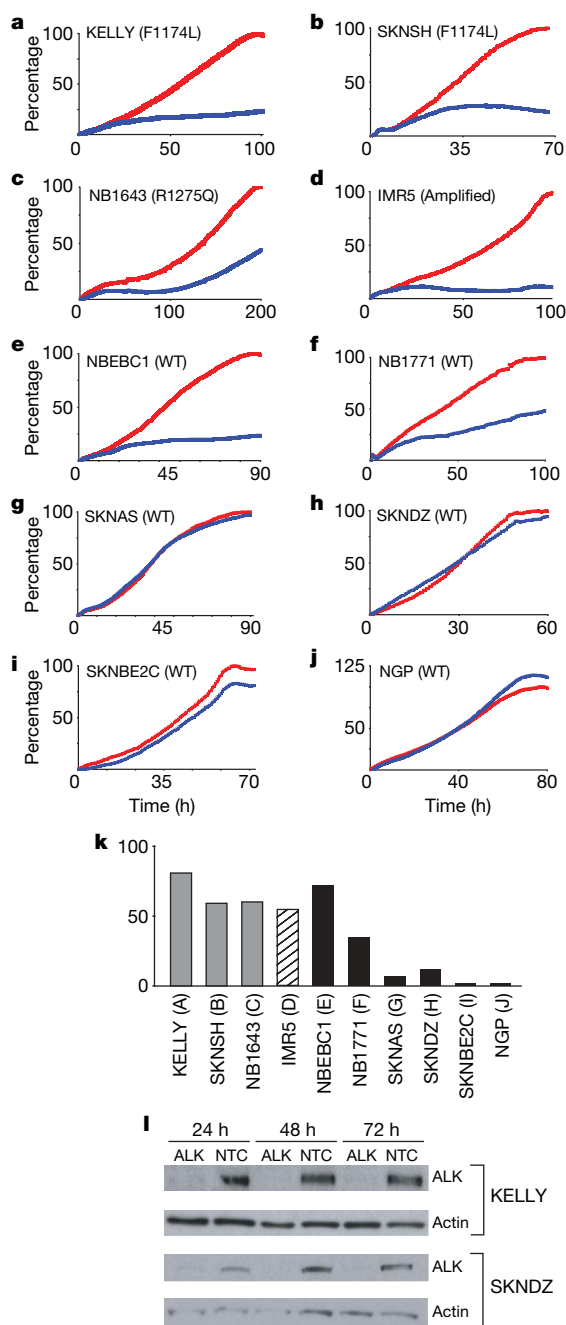 a KELLY (F1174L)
b SKNSH (F1174L)
Percentage
100
50
0 50 100
100
50
0 35 70
c NB1643 (R1275Q)
d IMR5 (Amplified)
Percentage
100
50
0 100 200
100
50
0 50 100
e NBEBC1 (WT)
f NB1771 (WT)
Percentage
100
50
0 45 90
100
50
0 50 100
g SKNAS (WT)
h SKNDZ (WT)
Percentage
100
50
0 45 90
100
50
0 30 60
i SKNBE2C (WT)
j NGP (WT)
Percentage
100
50
0 35 70
125
50
0 40 80
Time (h) Time (h)
k
100
50
0
KELLY (A)
SKNSH (B)
NB1643 (C)
IMR5 (D)
NBEBC1 (E)
NB1771 (F)
SKNAS (G)
SKNDZ (H)
SKNBE2C (I)
NGP (J)
l
24 h 48 h 72 h
ALK NTC ALK NTC ALK NTC
ALK
KELLY
Actin
ALK
SKNDZ
Actin